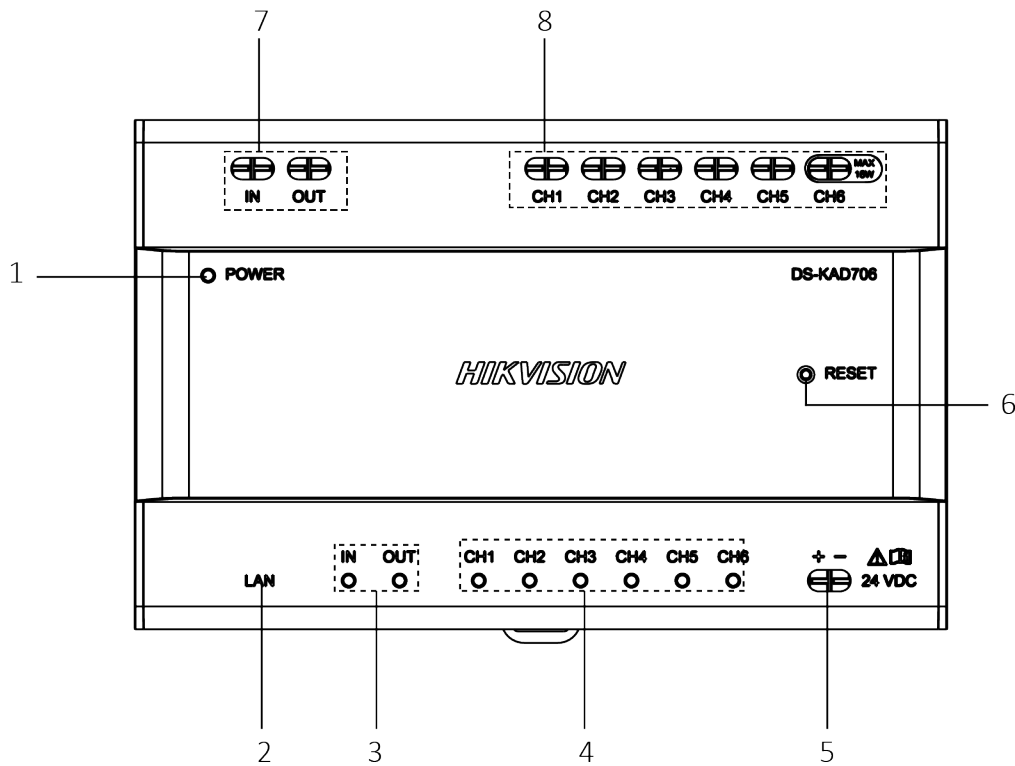 7 8
MAX
15W
IN OUT CH1 CH2 CH3 CH4 CH5 CH6
1 POWER DS-KAD706
HIKVISION RESET
6
IN OUT CH1 CH2 CH3 CH4 CH5 CH6 + −
LAN 24 VDC
2 3 4 5